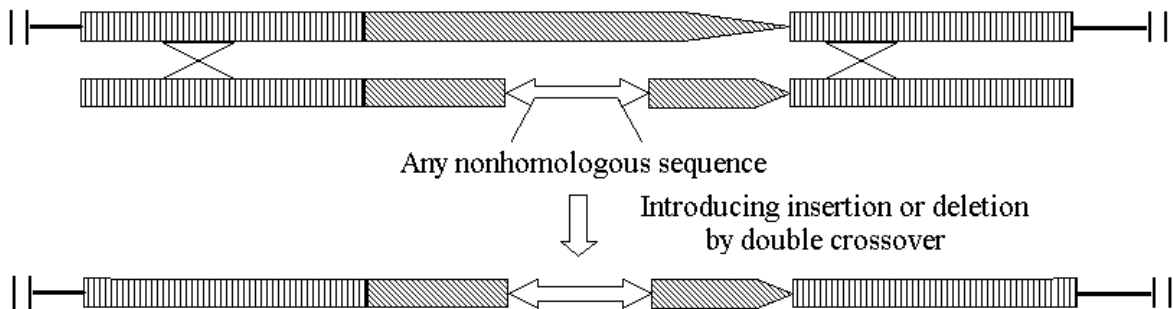 Any nonhomologous sequence
Introducing insertion or deletion
by double crossover